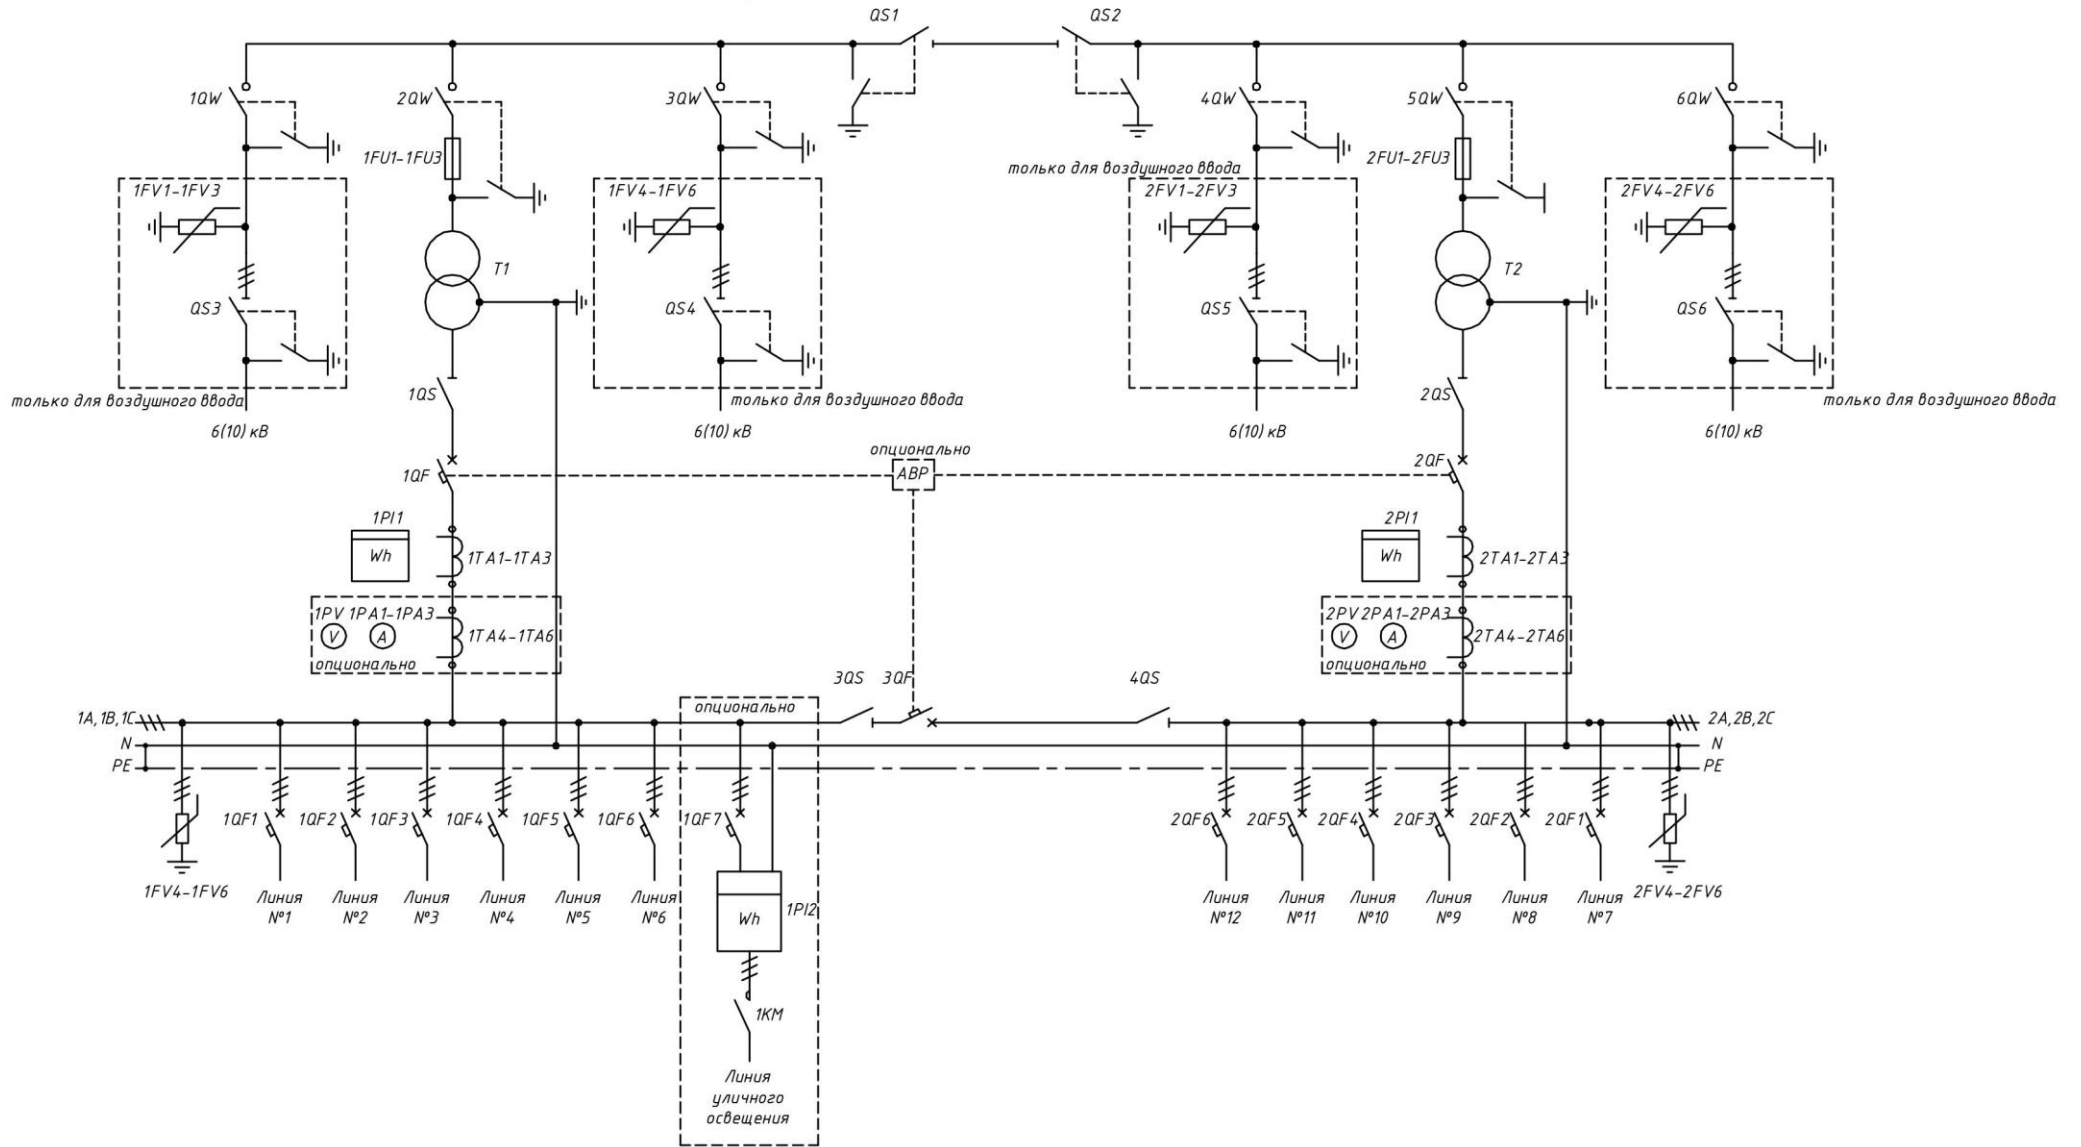 QS1
QS2
1QW
2QW
3QW
4QW
5QW
6QW
1FU1-1FU3
2FU1-2FU3
только для воздушного ввода
1FV1-1FV3
1FV4-1FV6
2FV1-2FV3
2FV4-2FV6
T1
T2
QS3
QS4
QS5
QS6
1QS
2QS
только для воздушного ввода
только для воздушного ввода
только для воздушного ввода
6(10) кВ
6(10) кВ
6(10) кВ
6(10) кВ
опционально
АВР
1QF
2QF
1PI1
2PI1
Wh
1TA1-1TA3
Wh
2TA1-2TA3
1PV 1PA1-1PA3
2PV 2PA1-2PA3
V
A
1TA4-1TA6
V
A
2TA4-2TA6
опционально
опционально
3QS
3QF
4QS
опционально
1A,1B,1C
2A,2B,2C
N
N
PE
PE
1QF1
1QF2
1QF3
1QF4
1QF5
1QF6
1QF7
2QF6
2QF5
2QF4
2QF3
2QF2
2QF1
1FV4-1FV6
2FV4-2FV6
Линия
№1
Линия
№2
Линия
№3
Линия
№4
Линия
№5
Линия
№6
Линия
№12
Линия
№11
Линия
№10
Линия
№9
Линия
№8
Линия
№7
1PI2
Wh
1KM
Линия
уличного
освещения